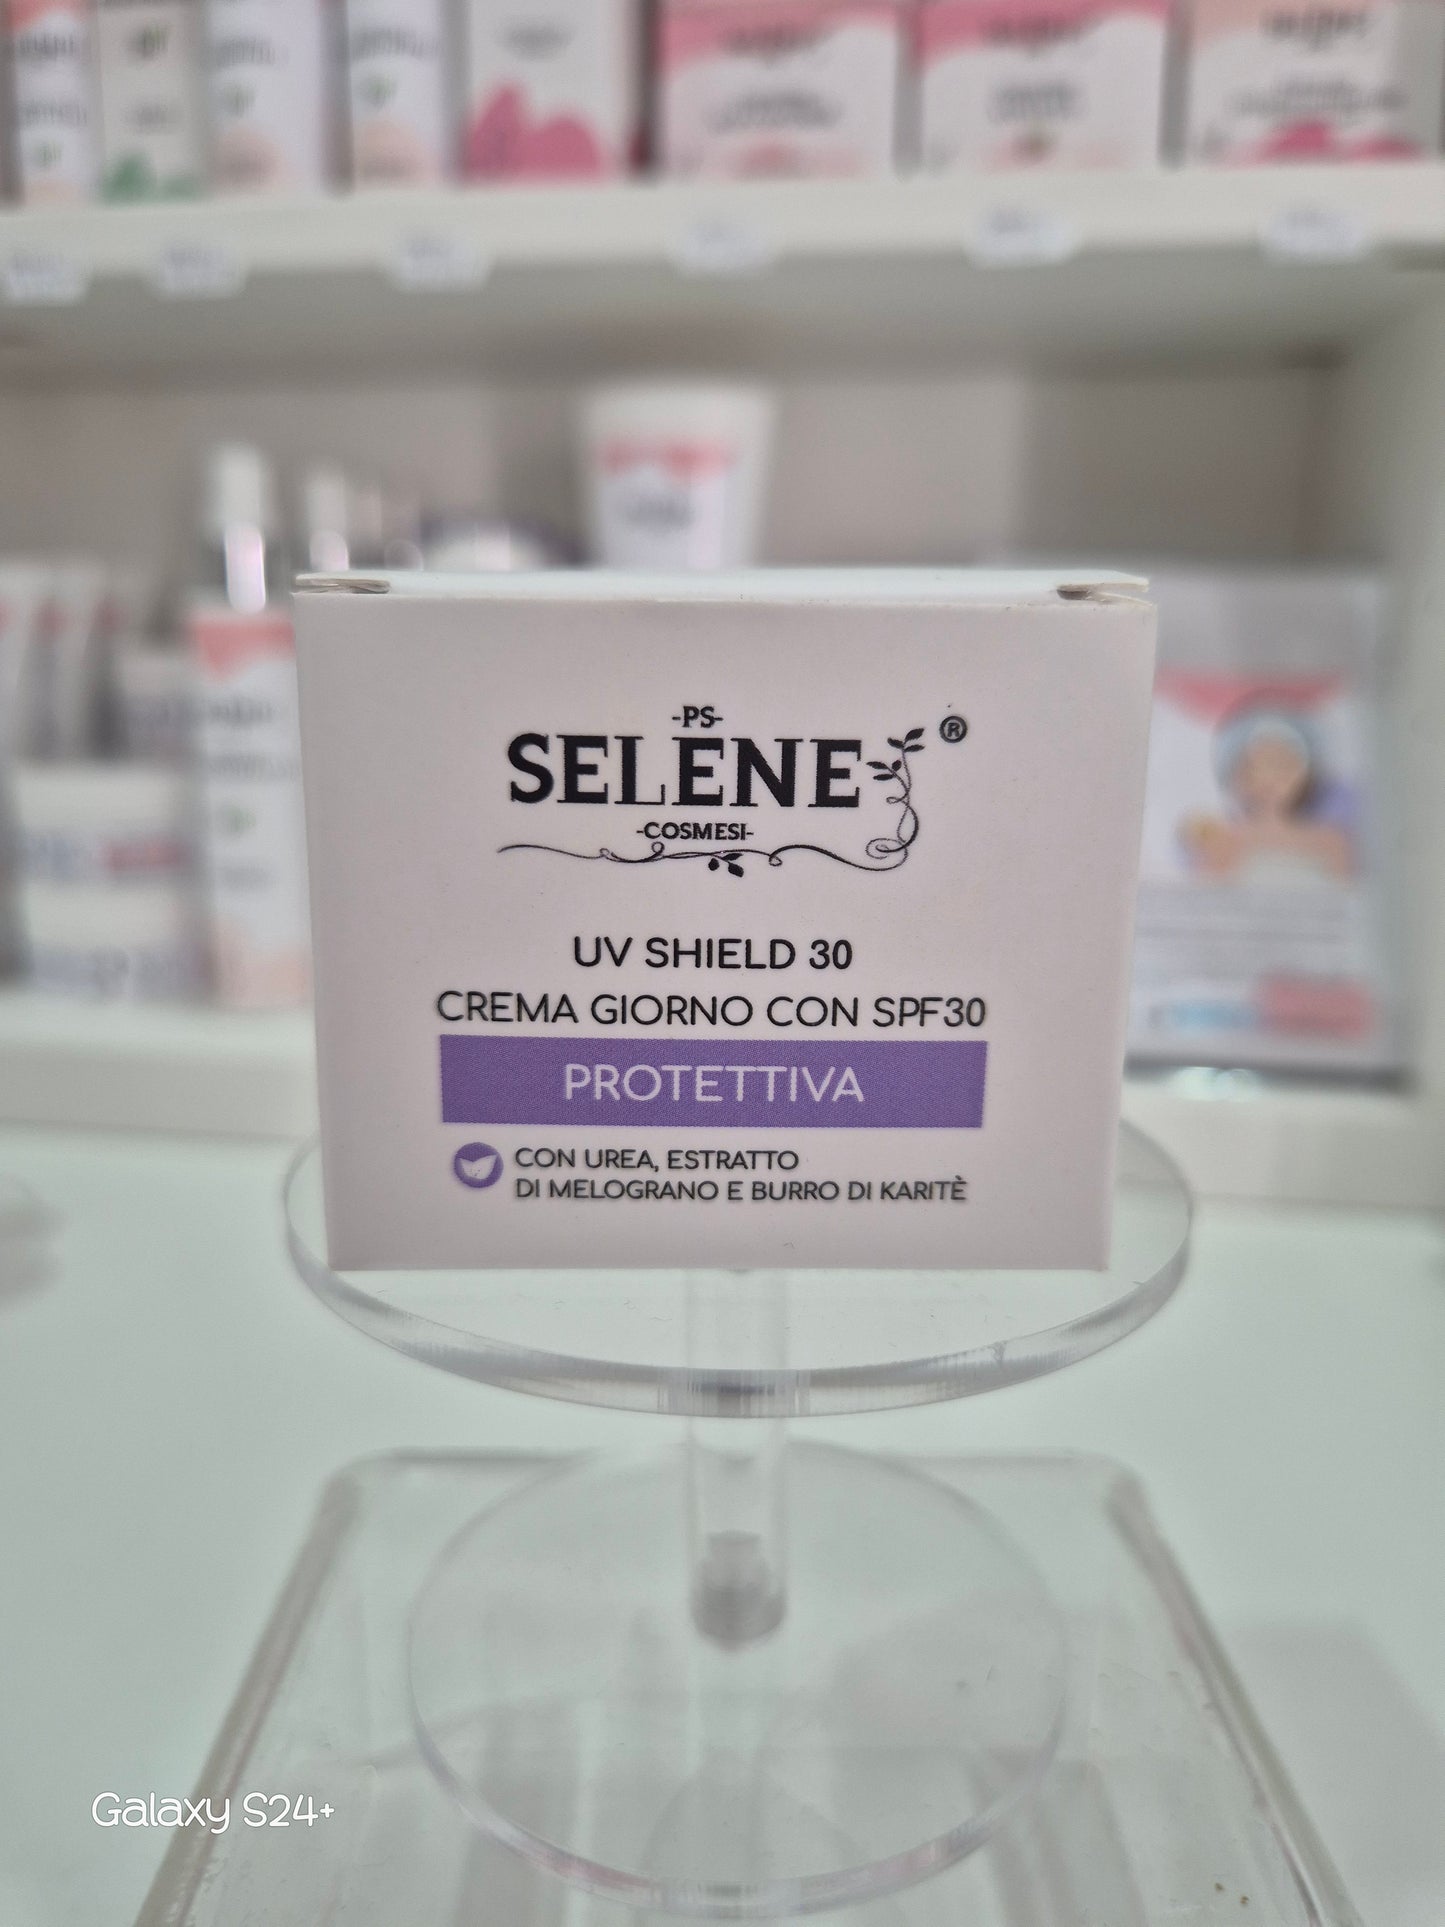 -PS-
SELENE ®
-COSMESI-
UV SHIELD 30
CREMA GIORNO CON SPF30
PROTETTIVA
CON UREA, ESTRATTO
DI MELOGRANO E BURRO DI KARITÈ
Galaxy S24+